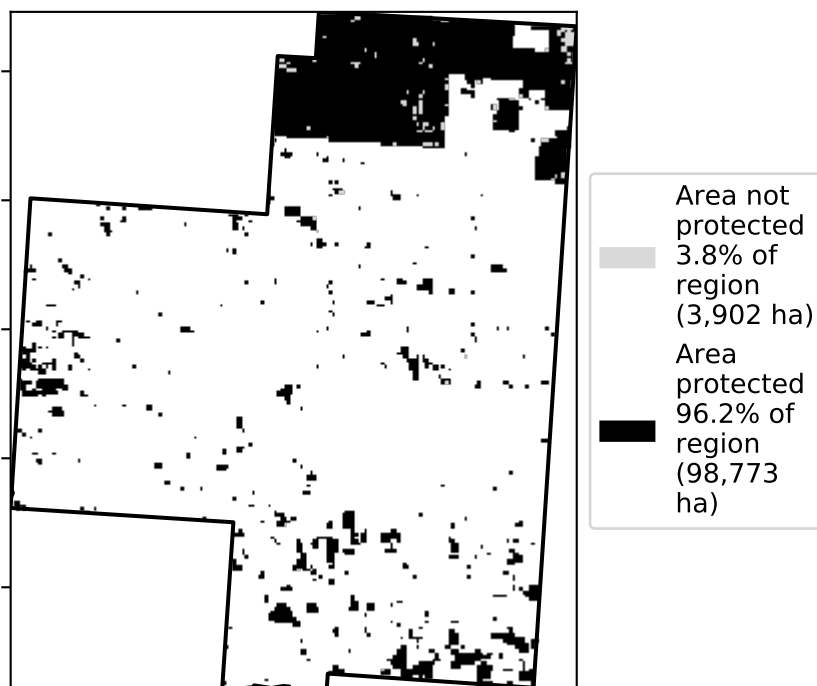 Area not
protected
3.8% of
region
(3,902 ha)
Area
protected
96.2% of
region
(98,773
ha)